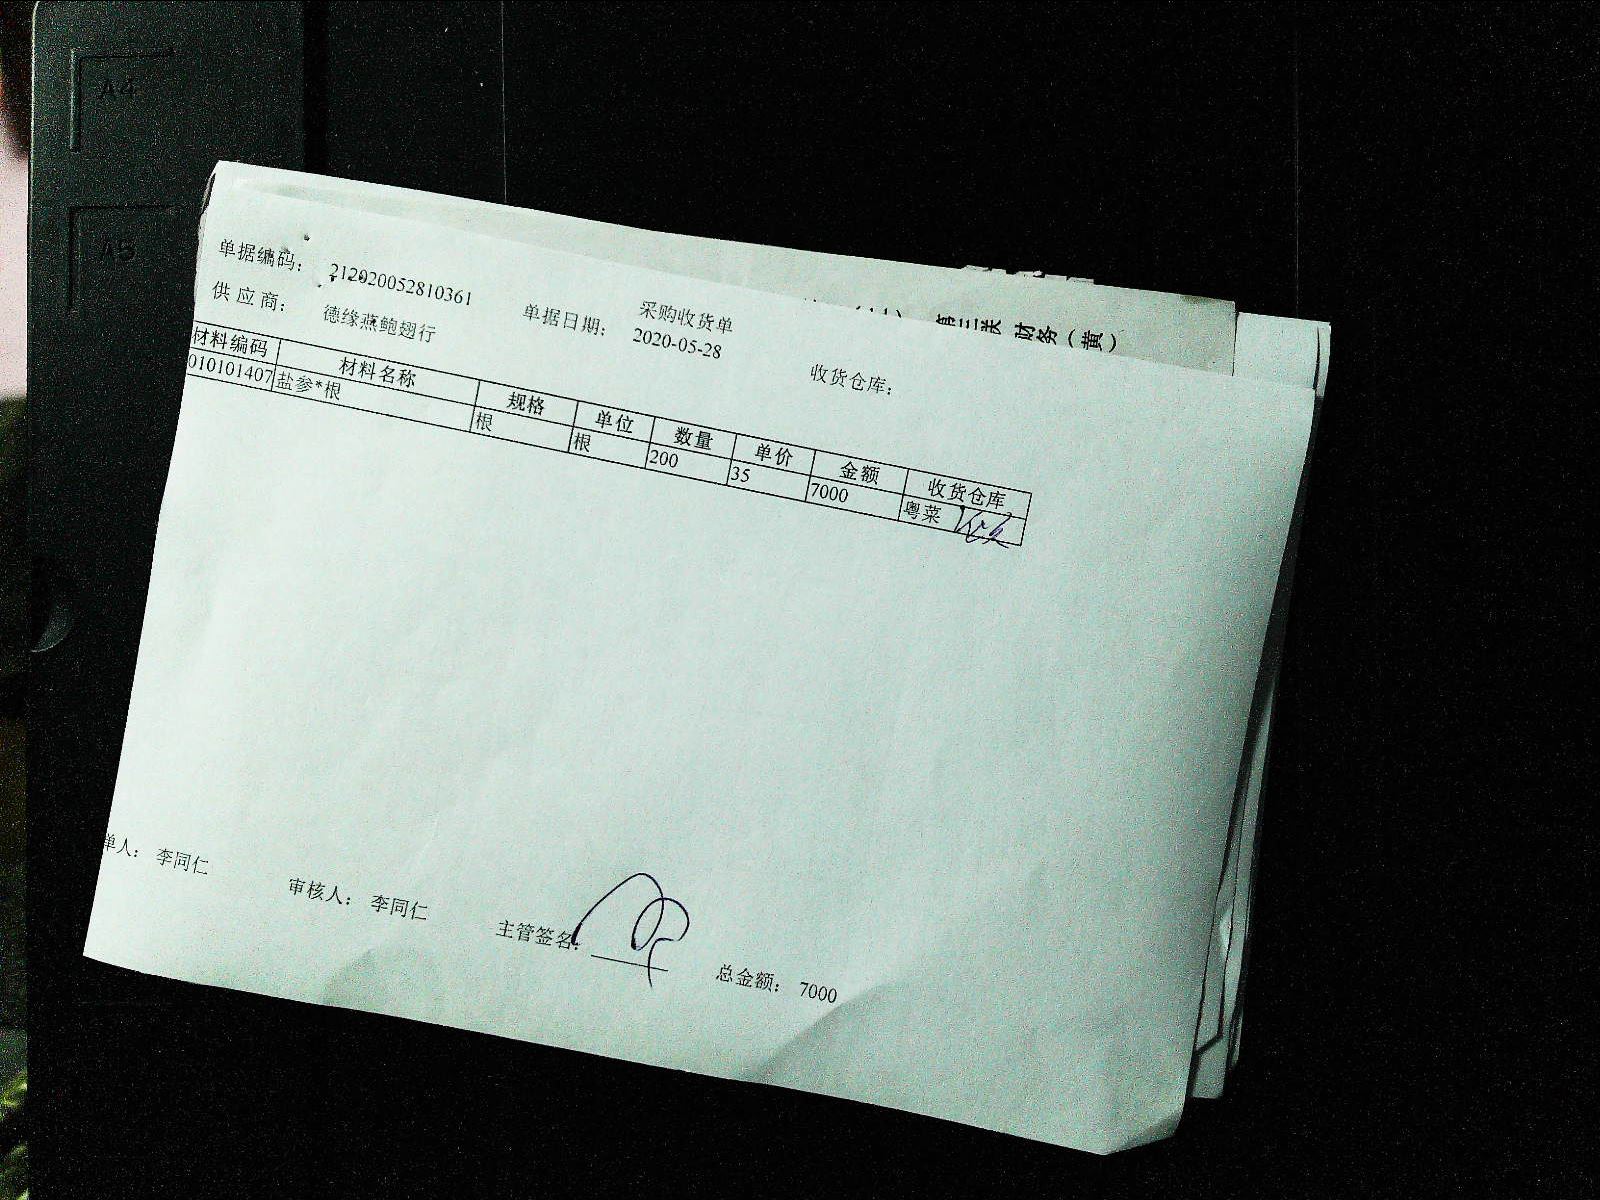 A4
A5
第三类 财务（黄）
采购收货单
单据编码： 212020052810361
单据日期： 2020-05-28
供 应 商： 德缘燕鲍翅行
收货仓库：
材料编码 材料名称 规格 单位 数量 单价 金额 收货仓库
010101407 盐参*根 根 根 200 35 7000 粤菜
单人： 李同仁 审核人： 李同仁 主管签名： 总金额： 7000